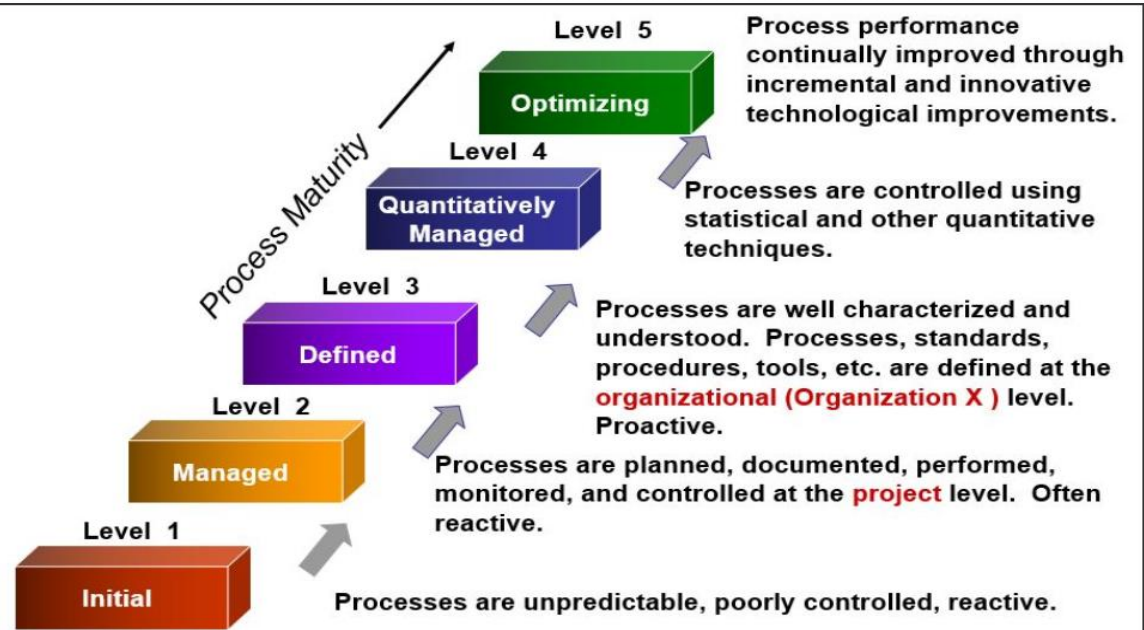 Level 5
Optimizing
Process performance
continually improved through
incremental and innovative
technological improvements.
Process Maturity
Level 4
Quantitatively
Managed
Processes are controlled using
statistical and other quantitative
techniques.
Level 3
Defined
Processes are well characterized and
understood. Processes, standards,
procedures, tools, etc. are defined at the
organizational (Organization X ) level.
Proactive.
Level 2
Managed
Processes are planned, documented, performed,
monitored, and controlled at the project level. Often
reactive.
Level 1
Initial
Processes are unpredictable, poorly controlled, reactive.